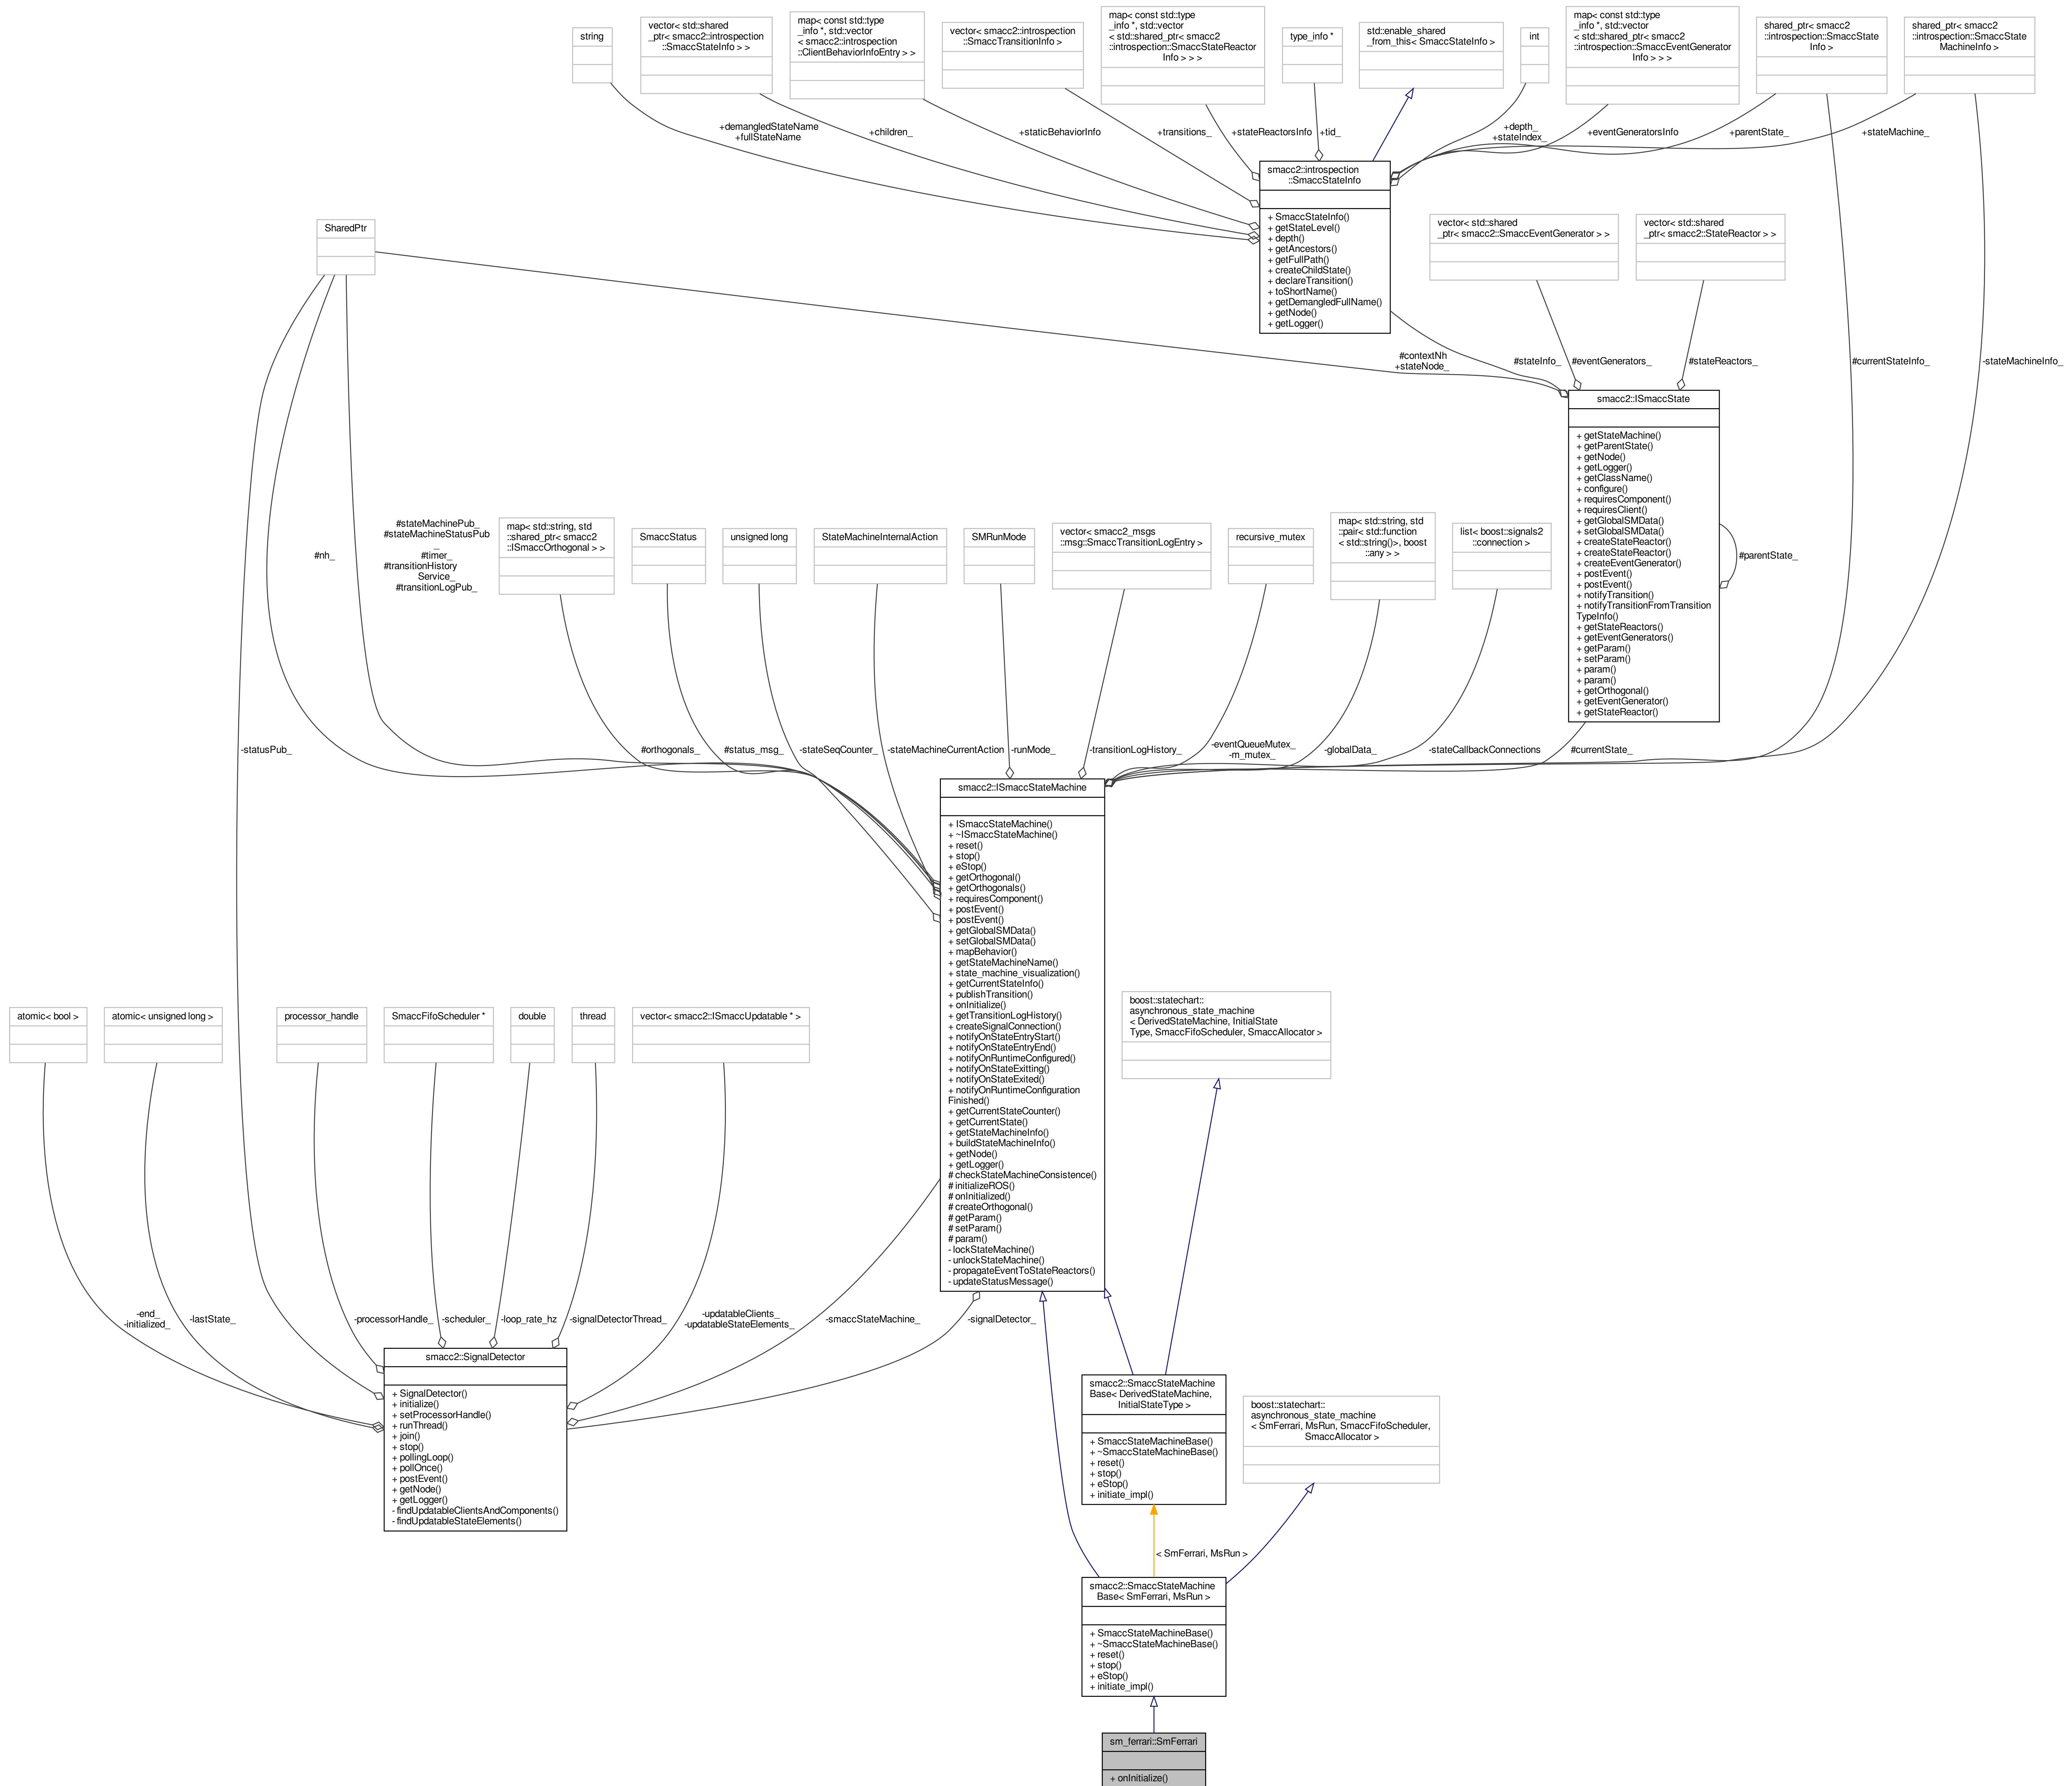 string
vector< std::shared
_ptr< smacc2::introspection
::SmaccStateInfo > >
map< const std::type
_info *, std::vector
< smacc2::introspection
::ClientBehaviorInfoEntry > >
vector< smacc2::introspection
::SmaccTransitionInfo >
map< const std::type
_info *, std::vector
< std::shared_ptr< smacc2
::introspection::SmaccStateReactor
Info > > >
type_info *
std::enable_shared
_from_this< SmaccStateInfo >
int
map< const std::type
_info *, std::vector
< std::shared_ptr< smacc2
::introspection::SmaccEventGenerator
Info > > >
shared_ptr< smacc2
::introspection::SmaccState
Info >
shared_ptr< smacc2
::introspection::SmaccState
MachineInfo >
+demangledStateName
+fullStateName
+children_
+staticBehaviorInfo
+transitions_
+stateReactorsInfo
+tid_
+depth_
+stateIndex_
+eventGeneratorsInfo
+parentState_
+stateMachine_
smacc2::introspection
::SmaccStateInfo
+ SmaccStateInfo()
+ getStateLevel()
+ depth()
+ getAncestors()
+ getFullPath()
+ createChildState()
+ declareTransition()
+ toShortName()
+ getDemangledFullName()
+ getNode()
+ getLogger()
SharedPtr
vector< std::shared
_ptr< smacc2::SmaccEventGenerator > >
vector< std::shared
_ptr< smacc2::StateReactor > >
#contextNh
+stateNode_
#stateInfo_
#eventGenerators_
#stateReactors_
#currentStateInfo_
-stateMachineInfo_
smacc2::ISmaccState
+ getStateMachine()
+ getParentState()
+ getNode()
+ getLogger()
+ getClassName()
+ configure()
+ requiresComponent()
+ requiresClient()
+ getGlobalSMData()
+ setGlobalSMData()
+ createStateReactor()
+ createStateReactor()
+ createEventGenerator()
+ postEvent()
+ postEvent()
+ notifyTransition()
+ notifyTransitionFromTransition
TypeInfo()
+ getStateReactors()
+ getEventGenerators()
+ getParam()
+ setParam()
+ param()
+ param()
+ getOrthogonal()
+ getEventGenerator()
+ getStateReactor()
#parentState_
#nh_
#stateMachinePub_
#stateMachineStatusPub
_
#timer_
#transitionHistory
Service_
#transitionLogPub_
map< std::string, std
::shared_ptr< smacc2
::ISmaccOrthogonal > >
SmaccStatus
unsigned long
StateMachineInternalAction
SMRunMode
vector< smacc2_msgs
::msg::SmaccTransitionLogEntry >
recursive_mutex
map< std::string, std
::pair< std::function
< std::string()>, boost
::any > >
list< boost::signals2
::connection >
-statusPub_
#orthogonals_
#status_msg_
-stateSeqCounter_
-stateMachineCurrentAction
-runMode_
-transitionLogHistory_
-eventQueueMutex_
-m_mutex_
-globalData_
-stateCallbackConnections
#currentState_
smacc2::ISmaccStateMachine
+ ISmaccStateMachine()
+ ~ISmaccStateMachine()
+ reset()
+ stop()
+ eStop()
+ getOrthogonal()
+ getOrthogonals()
+ requiresComponent()
+ postEvent()
+ postEvent()
+ getGlobalSMData()
+ setGlobalSMData()
+ mapBehavior()
+ getStateMachineName()
+ state_machine_visualization()
+ getCurrentStateInfo()
+ publishTransition()
+ onInitialize()
+ getTransitionLogHistory()
+ createSignalConnection()
+ notifyOnStateEntryStart()
+ notifyOnStateEntryEnd()
+ notifyOnRuntimeConfigured()
+ notifyOnStateExitting()
+ notifyOnStateExited()
+ notifyOnRuntimeConfiguration
Finished()
+ getCurrentStateCounter()
+ getCurrentState()
+ getStateMachineInfo()
+ buildStateMachineInfo()
+ getNode()
+ getLogger()
# checkStateMachineConsistence()
# initializeROS()
# onInitialized()
# createOrthogonal()
# getParam()
# setParam()
# param()
- lockStateMachine()
- unlockStateMachine()
- propagateEventToStateReactors()
- updateStatusMessage()
atomic< bool >
atomic< unsigned long >
processor_handle
SmaccFifoScheduler *
double
thread
vector< smacc2::ISmaccUpdatable * >
boost::statechart::
asynchronous_state_machine
< DerivedStateMachine, InitialState
Type, SmaccFifoScheduler, SmaccAllocator >
-end_
-initialized_
-lastState_
-processorHandle_
-scheduler_
-loop_rate_hz
-signalDetectorThread_
-updatableClients_
-updatableStateElements_
-smaccStateMachine_
-signalDetector_
smacc2::SignalDetector
+ SignalDetector()
+ initialize()
+ setProcessorHandle()
+ runThread()
+ join()
+ stop()
+ pollingLoop()
+ pollOnce()
+ postEvent()
+ getNode()
+ getLogger()
- findUpdatableClientsAndComponents()
- findUpdatableStateElements()
smacc2::SmaccStateMachine
Base< DerivedStateMachine,
InitialStateType >
+ SmaccStateMachineBase()
+ ~SmaccStateMachineBase()
+ reset()
+ stop()
+ eStop()
+ initiate_impl()
boost::statechart::
asynchronous_state_machine
< SmFerrari, MsRun, SmaccFifoScheduler,
SmaccAllocator >
< SmFerrari, MsRun >
smacc2::SmaccStateMachine
Base< SmFerrari, MsRun >
+ SmaccStateMachineBase()
+ ~SmaccStateMachineBase()
+ reset()
+ stop()
+ eStop()
+ initiate_impl()
sm_ferrari::SmFerrari
+ onInitialize()